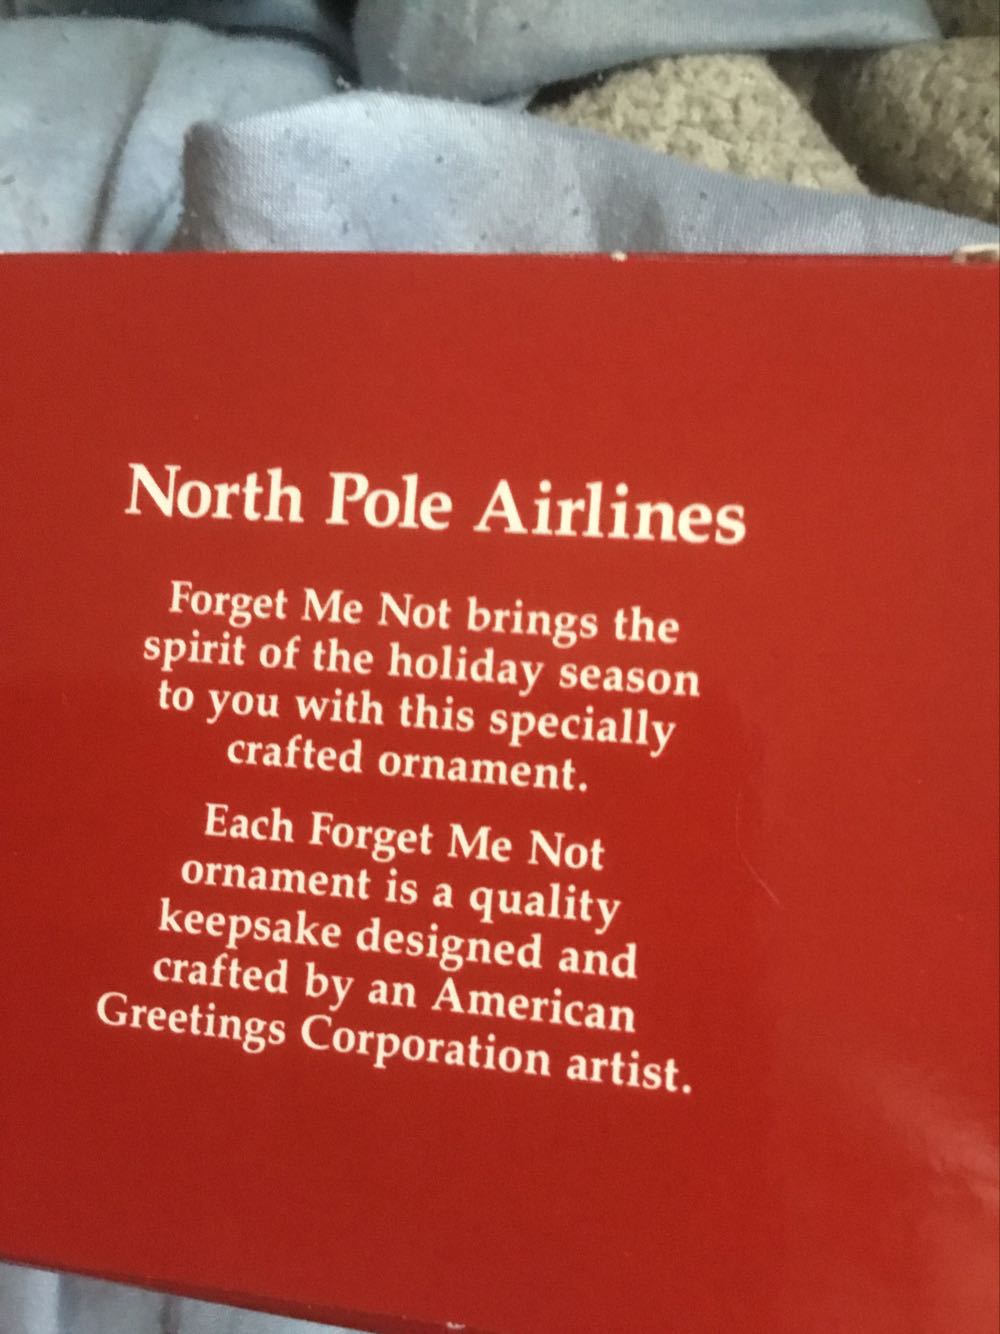 North Pole Airlines
Forget Me Not brings the
spirit of the holiday season
to you with this specially
crafted ornament.
Each Forget Me Not
ornament is a quality
keepsake designed and
crafted by an American
Greetings Corporation artist.